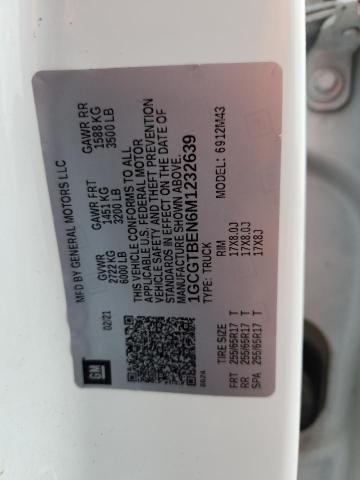 MFD BY GENERAL MOTORS LLC
02/21
GVWR
2722 KG
6000 LB
GAWR FRT
1451 KG
3200 LB
GAWR RR
1588 KG
3500 LB
THIS VEHICLE CONFORMS TO ALL
APPLICABLE U.S. FEDERAL MOTOR
VEHICLE SAFETY AND THEFT PREVENTION
STANDARDS IN EFFECT ON THE DATE OF
MANUFACTURE SHOWN ABOVE.
1GCGTBEN6M1232639
TYPE: TRUCK
6912M43
GM
0024
TIRE SIZE RIM
FRT 255/65R17 T 17X8.0J
RR 255/65R17 T 17X8.0J
SPA 255/65R17 T 17X8J